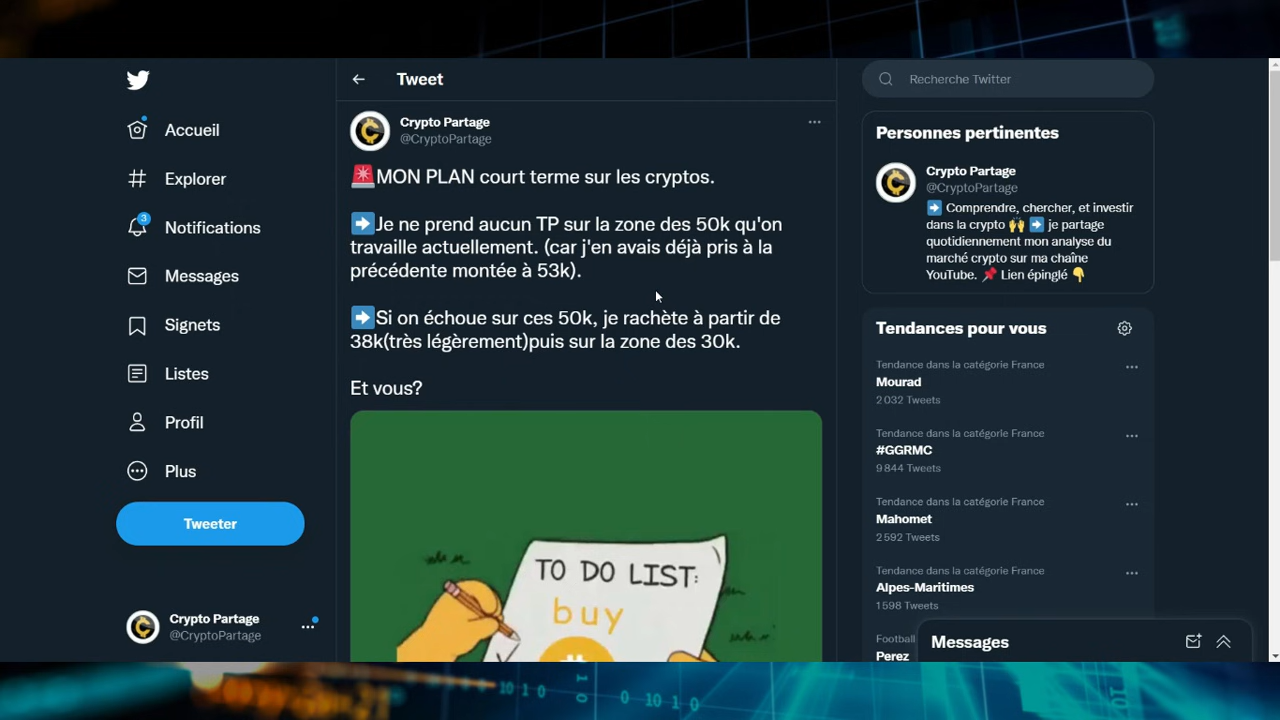 Tweet
Recherche Twitter
Accueil
Explorer
3
Notifications
Messages
Signets
Listes
Profil
Plus
Tweeter
Crypto Partage
@CryptoPartage
Crypto Partage
@CryptoPartage
🚨MON PLAN court terme sur les cryptos.
➡️Je ne prend aucun TP sur la zone des 50k qu'on
travaille actuellement. (car j'en avais déjà pris à la
précédente montée à 53k).
➡️Si on échoue sur ces 50k, je rachète à partir de
38k(très légèrement)puis sur la zone des 30k.
Et vous?
TO DO LIST:
buy
Personnes pertinentes
Crypto Partage
@CryptoPartage
➡️ Comprendre, chercher, et investir
dans la crypto 🙌 ➡️ je partage
quotidiennement mon analyse du
marché crypto sur ma chaîne
YouTube. 📌 Lien épinglé 👇
Tendances pour vous
Tendance dans la catégorie France
Mourad
2 032 Tweets
Tendance dans la catégorie France
#GGRMC
9 844 Tweets
Tendance dans la catégorie France
Mahomet
2 592 Tweets
Tendance dans la catégorie France
Alpes-Maritimes
1 598 Tweets
Football
Perez
Messages